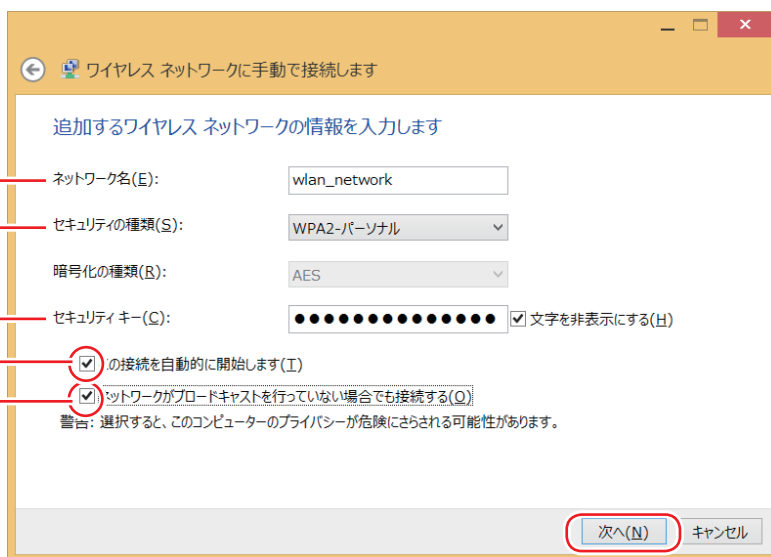 ワイヤレス ネットワークに手動で接続します
追加するワイヤレス ネットワークの情報を入力します
ネットワーク名(E): wlan_network
セキュリティの種類(S): WPA2-パーソナル
暗号化の種類(R): AES
セキュリティ キー(C): ●●●●●●●●●●●●●● 文字を非表示にする(H)
この接続を自動的に開始します(T)
ネットワークがブロードキャストを行っていない場合でも接続する(O)
警告: 選択すると、このコンピューターのプライバシーが危険にさらされる可能性があります。
次へ(N) キャンセル